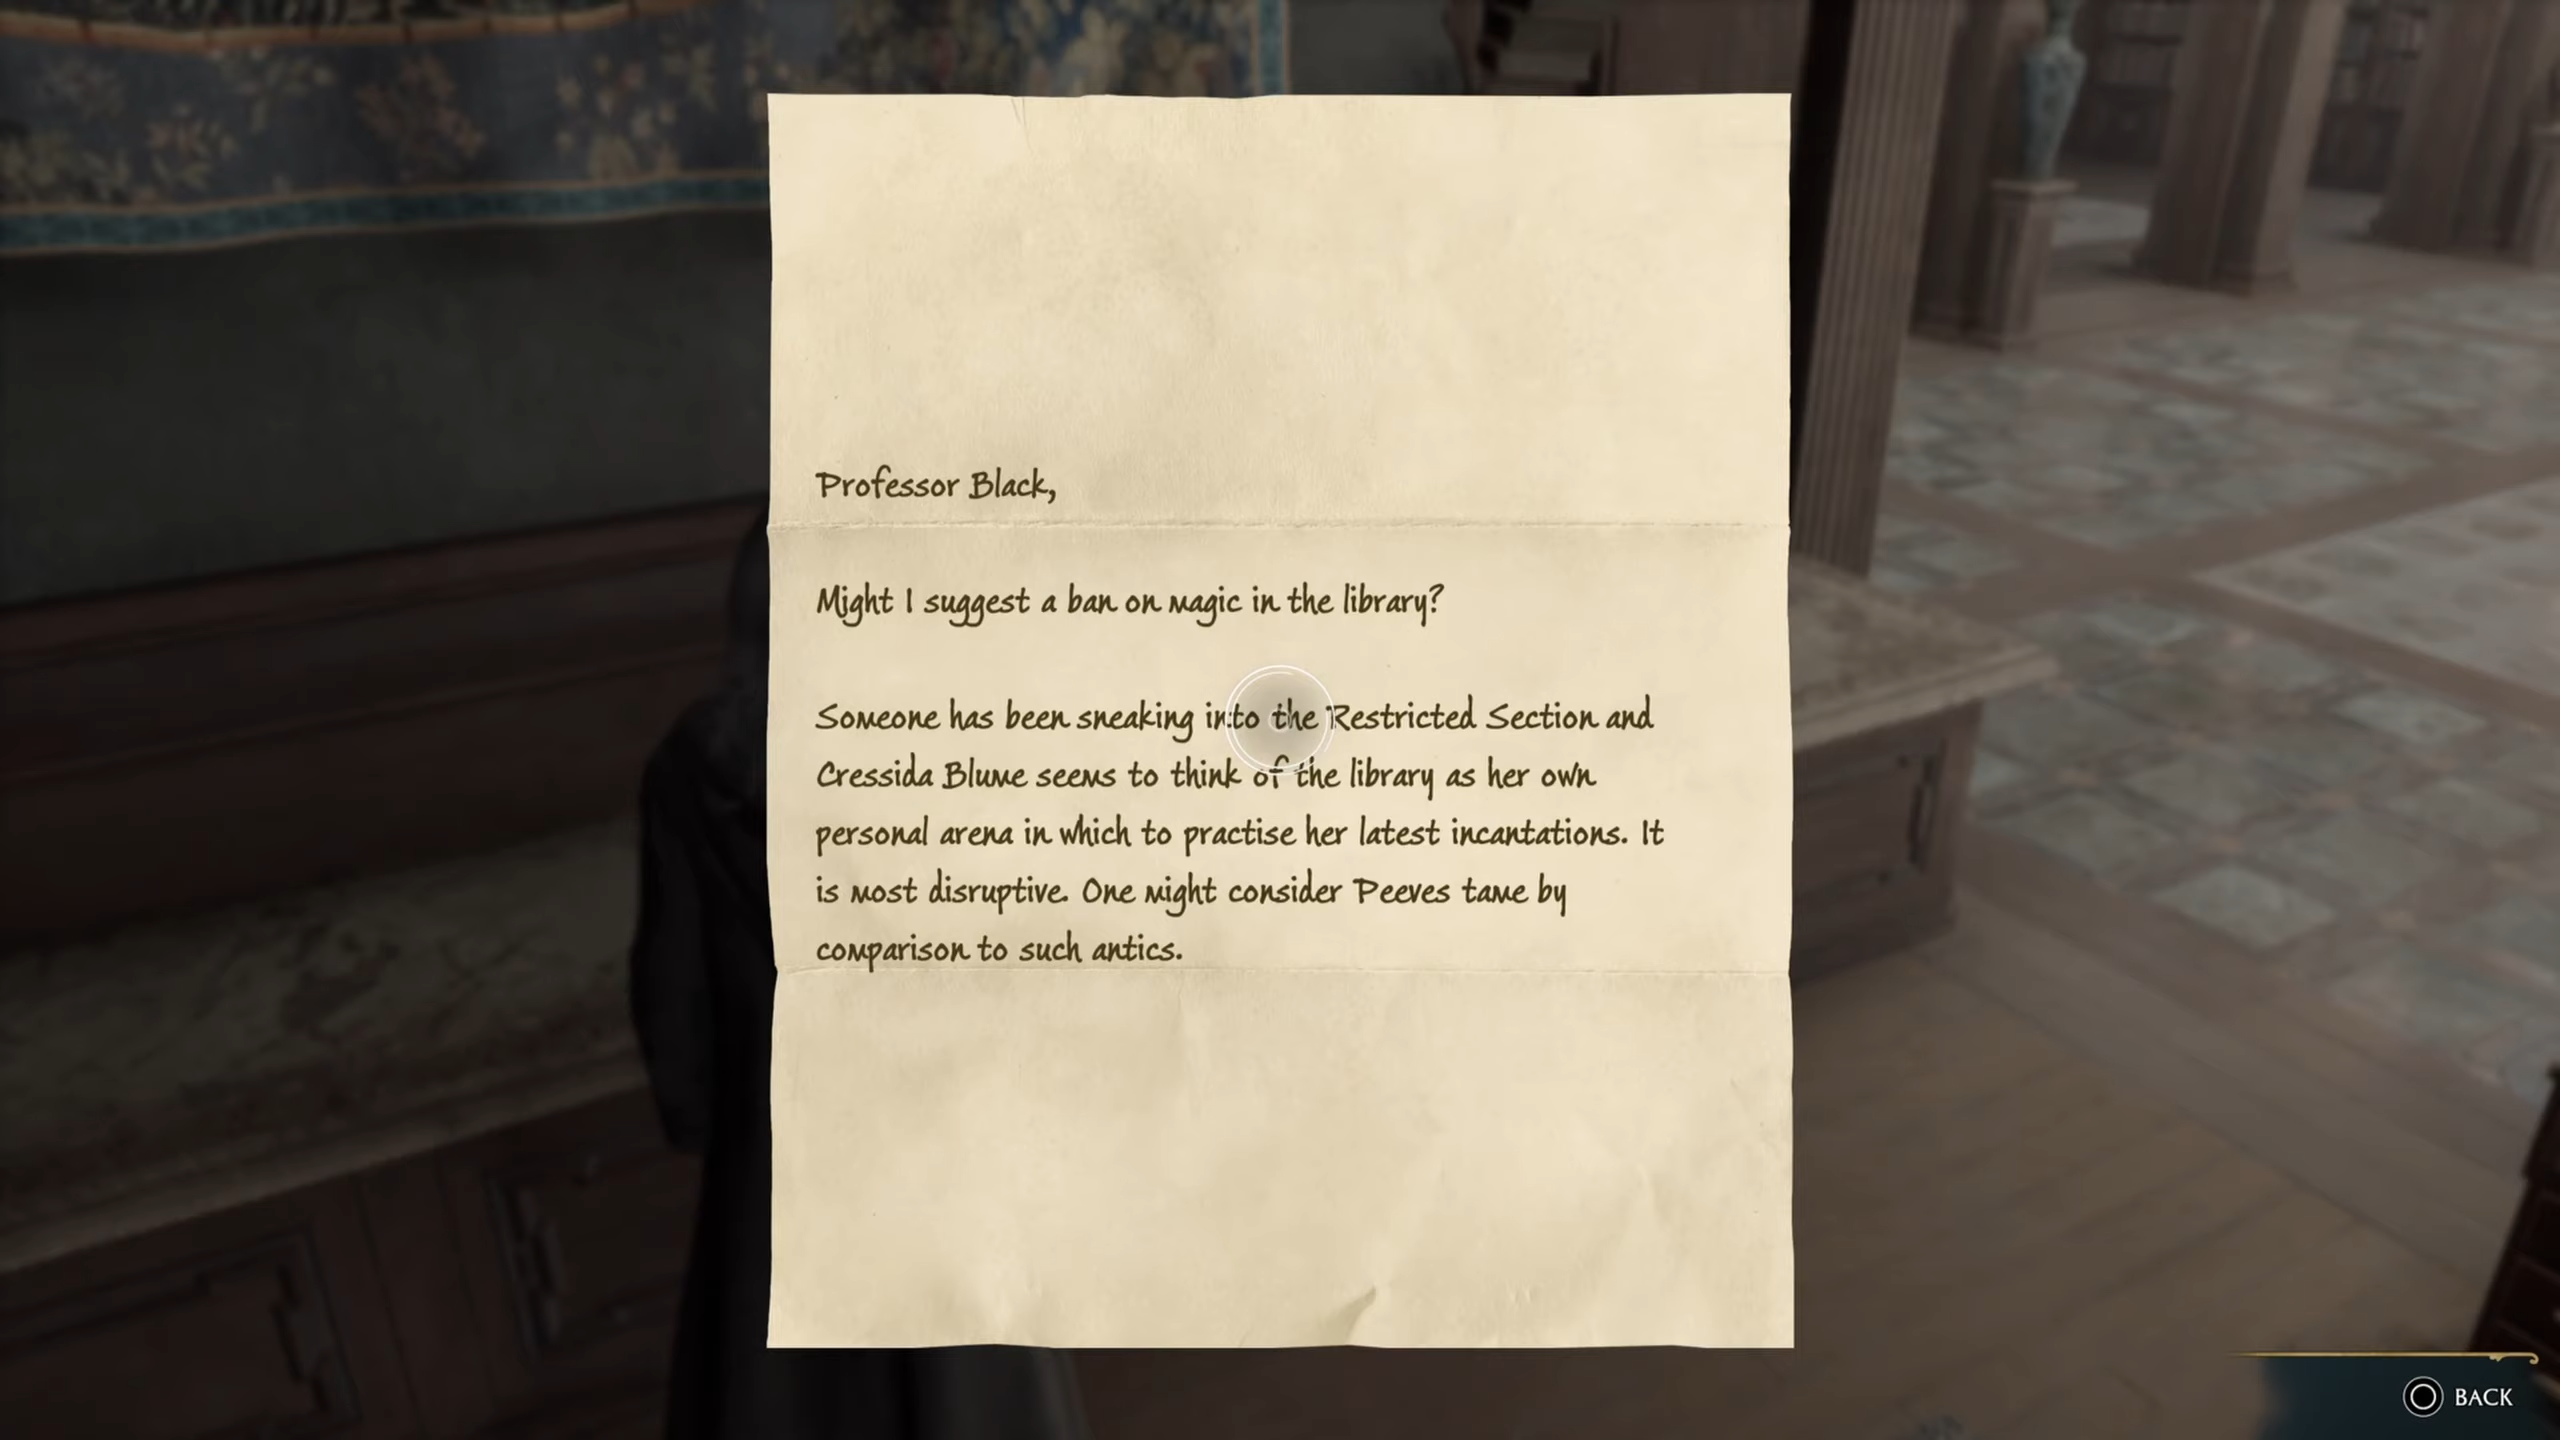 Professor Black,
Might I suggest a ban on magic in the library?
Someone has been sneaking into the Restricted Section and
Cressida Blume seems to think of the library as her own
personal arena in which to practise her latest incantations. It
is most disruptive. One might consider Peeves tame by
comparison to such antics.
BACK